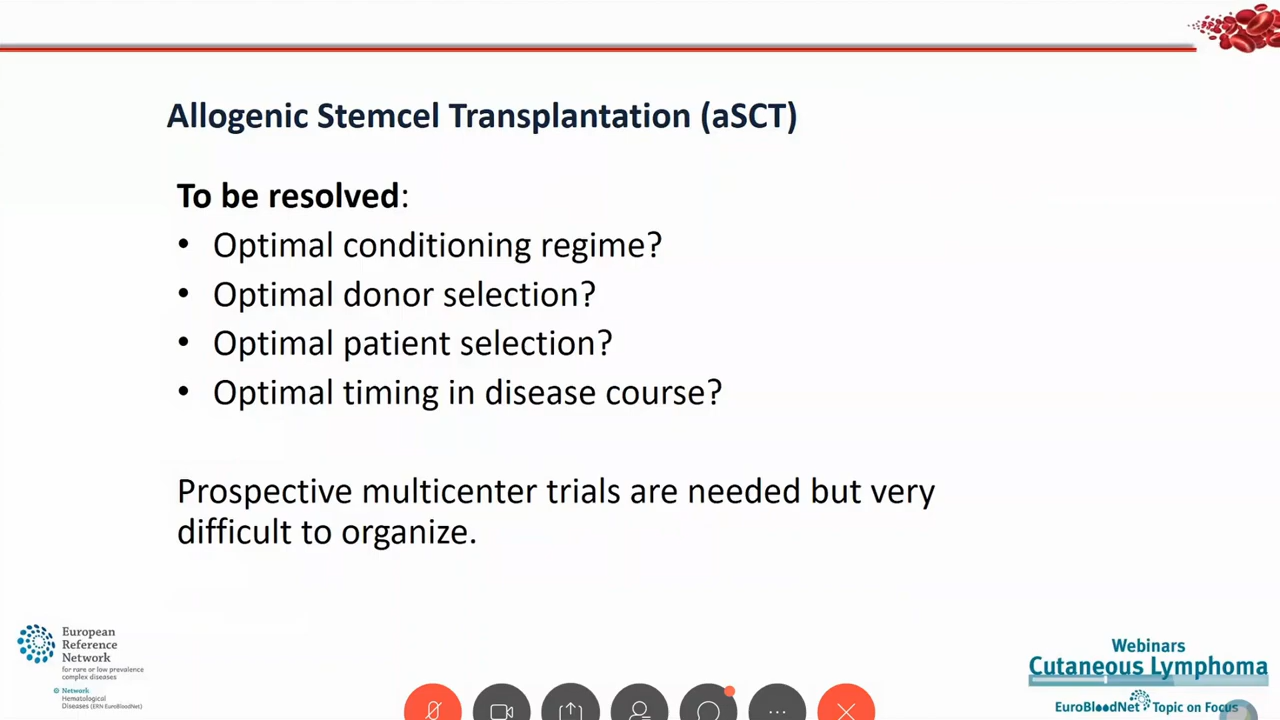 Allogenic Stemcel Transplantation (aSCT)
To be resolved:
• Optimal conditioning regime?
• Optimal donor selection?
• Optimal patient selection?
• Optimal timing in disease course?
Prospective multicenter trials are needed but very
difficult to organize.
European
Reference
Network
for rare or low prevalence
complex diseases
Network
Hematological
Diseases (ERN-EuroBloodNet)
Webinars
Cutaneous Lymphoma
EuroBloodNet Topic on Focus